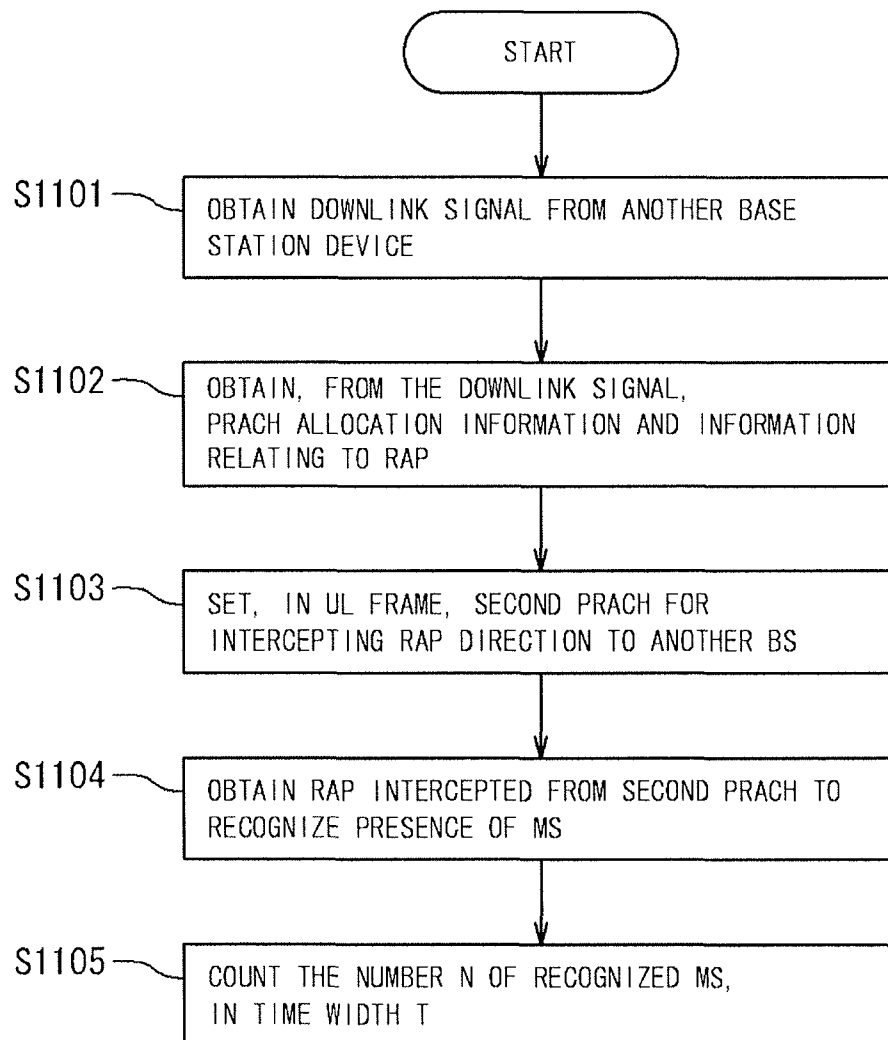 START
S1101
OBTAIN DOWNLINK SIGNAL FROM ANOTHER BASE
STATION DEVICE
S1102
OBTAIN, FROM THE DOWNLINK SIGNAL,
PRACH ALLOCATION INFORMATION AND INFORMATION
RELATING TO RAP
S1103
SET, IN UL FRAME, SECOND PRACH FOR
INTERCEPTING RAP DIRECTION TO ANOTHER BS
S1104
OBTAIN RAP INTERCEPTED FROM SECOND PRACH TO
RECOGNIZE PRESENCE OF MS
S1105
COUNT THE NUMBER N OF RECOGNIZED MS,
IN TIME WIDTH T